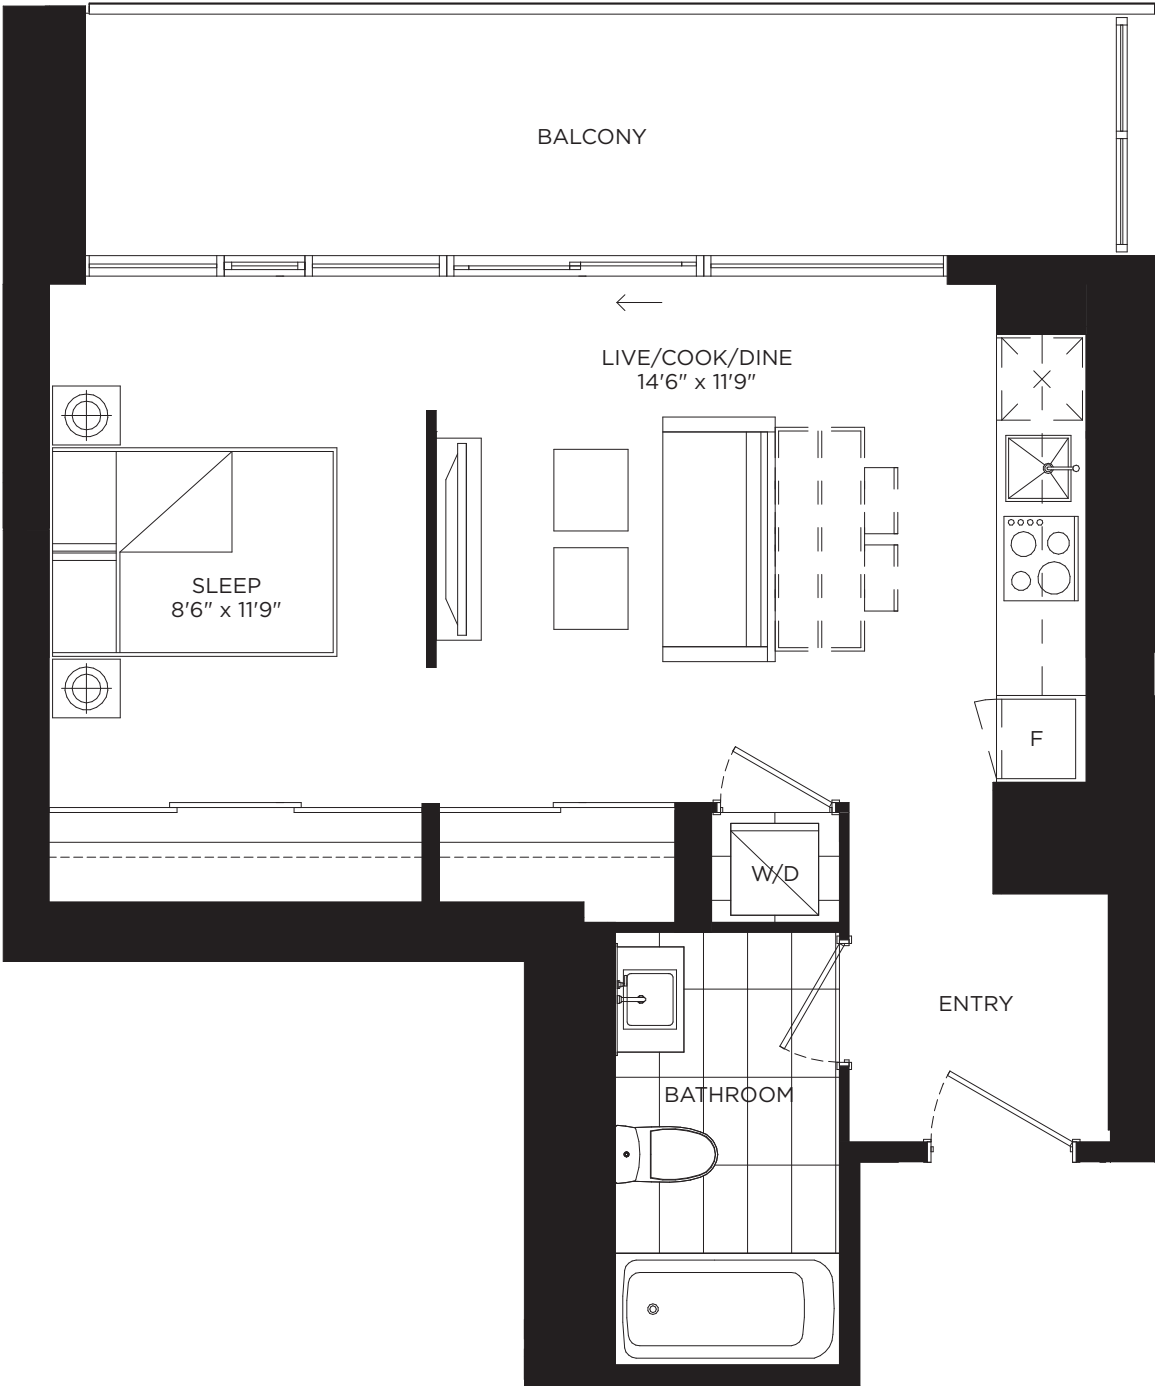 BALCONY
LIVE/COOK/DINE
14'6" x 11'9"
SLEEP
8'6" x 11'9"
F
W/D
ENTRY
BATHROOM